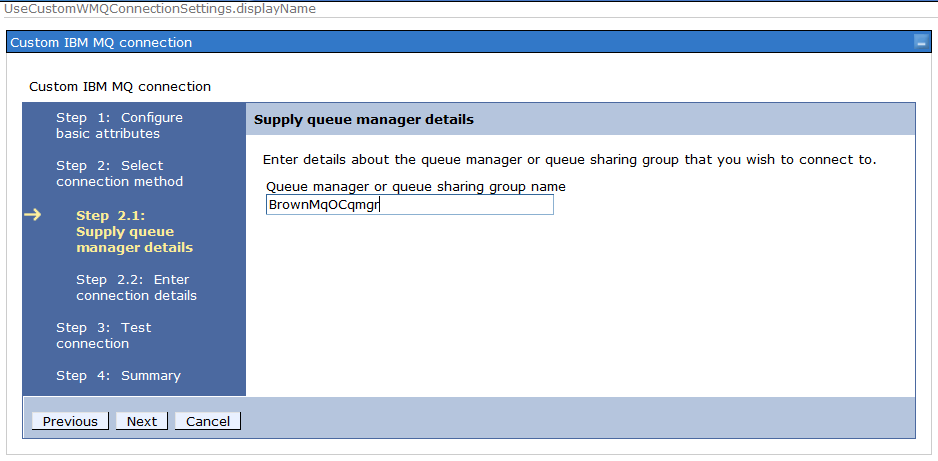 UseCustomWMQConnectionSettings.displayName
Custom IBM MQ connection
Custom IBM MQ connection
Step 1: Configure
basic attributes
Step 2: Select
connection method
Step 2.1:
Supply queue
manager details
Step 2.2: Enter
connection details
Step 3: Test
connection
Step 4: Summary
Supply queue manager details
Enter details about the queue manager or queue sharing group that you wish to connect to.
Queue manager or queue sharing group name
BrownMqOCqmgr
Previous Next Cancel